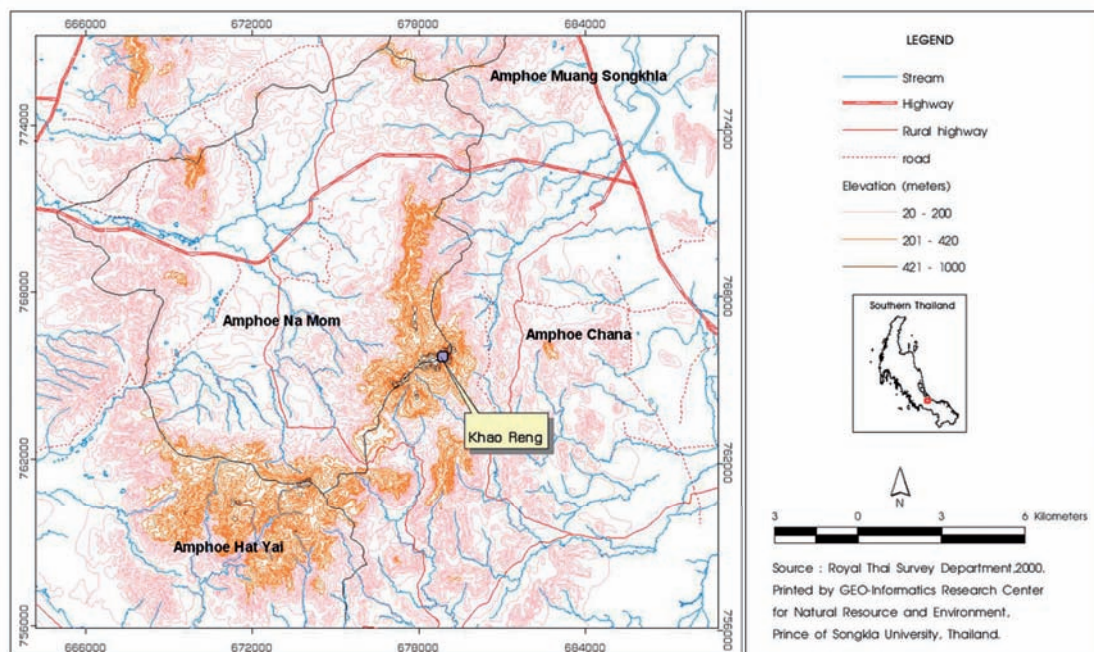 666000 672000 678000 684000
Amphoe Muang Songkhla
774000 774000
768000 768000
Amphoe Na Mom
Amphoe Chana
Khao Reng
762000 762000
Amphoe Hat Yai
756000 756000
666000 672000 678000 684000
LEGEND
Stream
Highway
Rural highway
road
Elevation (meters)
20 - 200
201 - 420
421 - 1000
Southern Thailand
N
3 0 3 6 Kilometers
Source : Royal Thai Survey Department,2000.
Printed by GEO-Informatics Research Center
for Natural Resource and Environment,
Prince of Songkla University, Thailand.